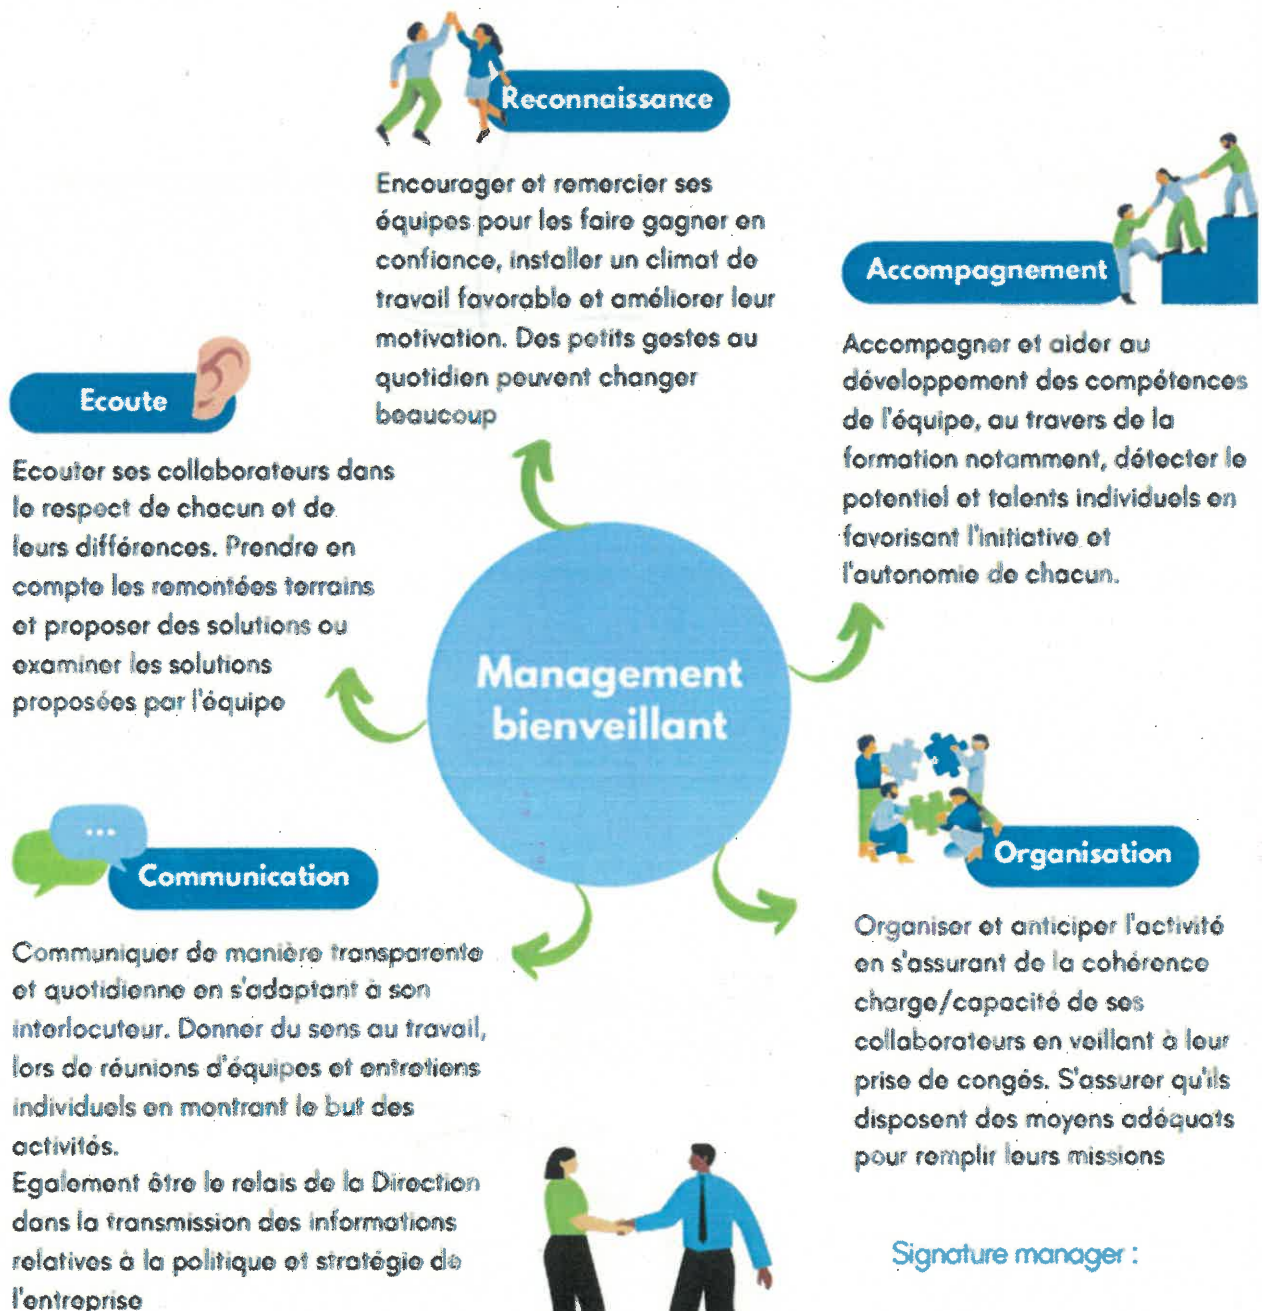 Reconnaissance
Encourager et remercier ses
équipes pour les faire gagner en
confiance, installer un climat de
travail favorable et améliorer leur
motivation. Des petits gestes au
quotidien peuvent changer
beaucoup
Accompagnement
Accompagner et aider au
développement des compétences
de l'équipe, au travers de la
formation notamment, détecter le
potentiel et talents individuels en
favorisant l'initiative et
l'autonomie de chacun.
Ecoute
Ecouter ses collaborateurs dans
le respect de chacun et de
leurs différences. Prendre en
compte les remontées terrains
et proposer des solutions ou
examiner les solutions
proposées par l'équipe
Management
bienveillant
Communication
Communiquer de manière transparente
et quotidienne en s'adaptant à son
interlocuteur. Donner du sens au travail,
lors de réunions d'équipes et entretiens
individuels en montrant le but des
activités.
Egalement être le relais de la Direction
dans la transmission des informations
relatives à la politique et stratégie de
l'entreprise
Organisation
Organiser et anticiper l'activité
en s'assurant de la cohérence
charge/capacité de ses
collaborateurs en veillant à leur
prise de congés. S'assurer qu'ils
disposent des moyens adéquats
pour remplir leurs missions
Signature manager :